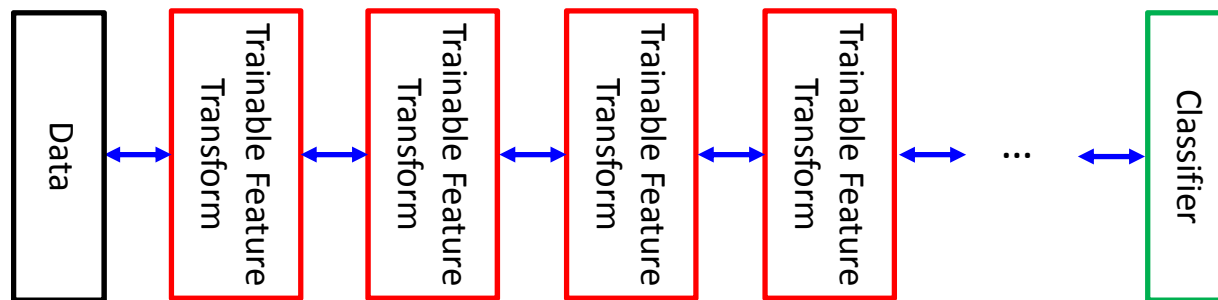 Data
Trainable Feature
Transform
Trainable Feature
Transform
Trainable Feature
Transform
Trainable Feature
Transform
...
Classifier